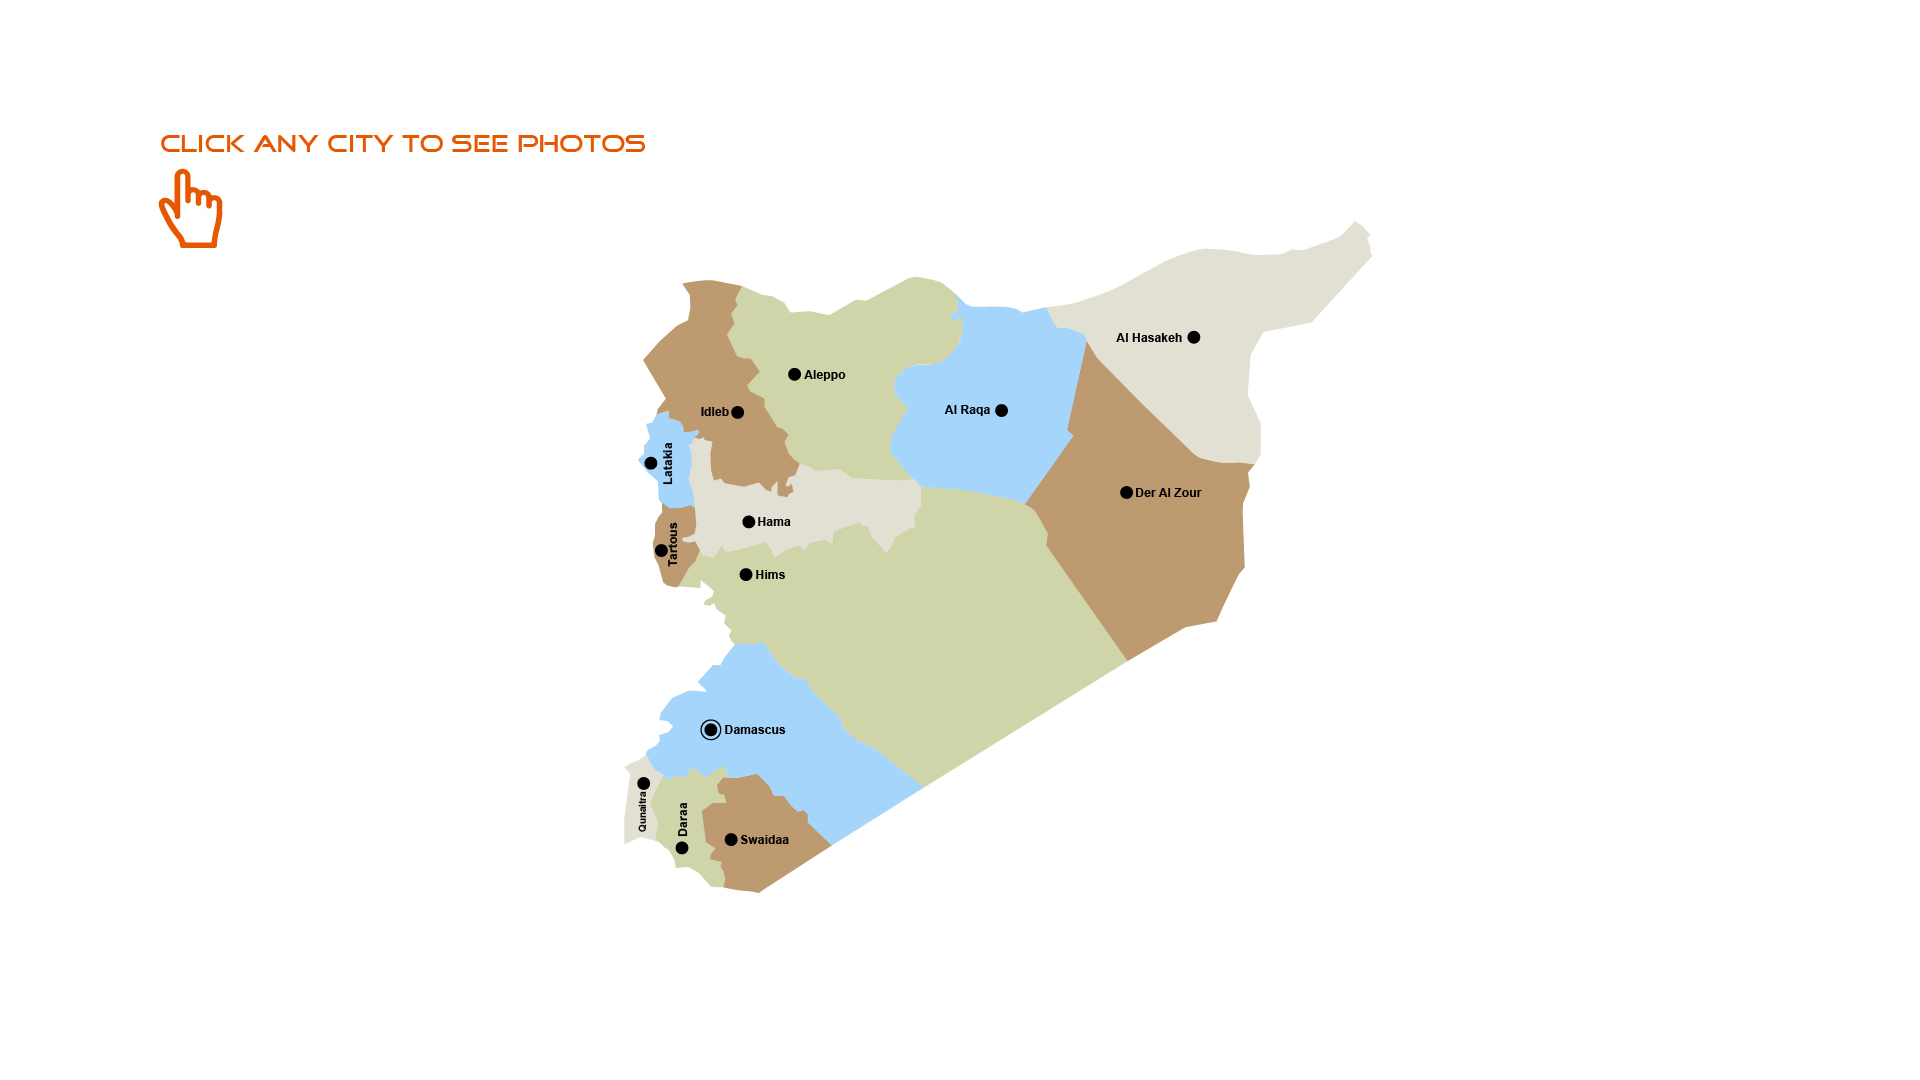 CLICK ANY CITY TO SEE PHOTOS
Al Hasakeh
Aleppo
Al Raqa
Idleb
Latakia
Der Al Zour
Hama
Tartous
Hims
Damascus
Qunaitra
Daraa
Swaidaa